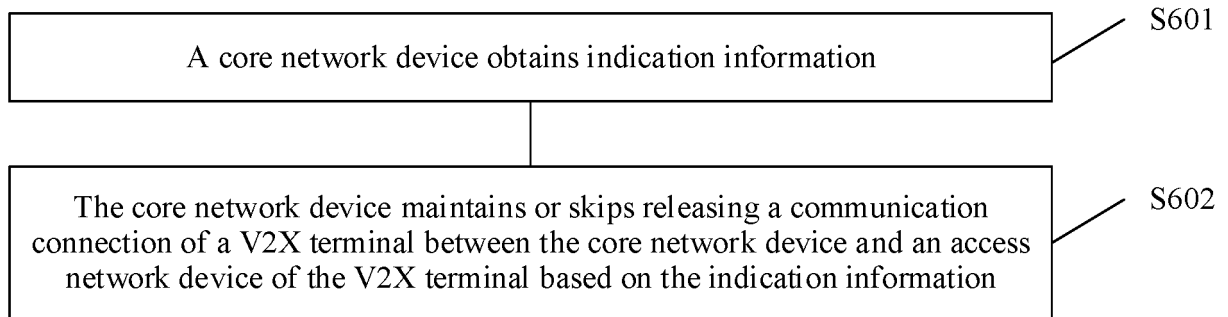 S601
A core network device obtains indication information
S602
The core network device maintains or skips releasing a communication
connection of a V2X terminal between the core network device and an access
network device of the V2X terminal based on the indication information